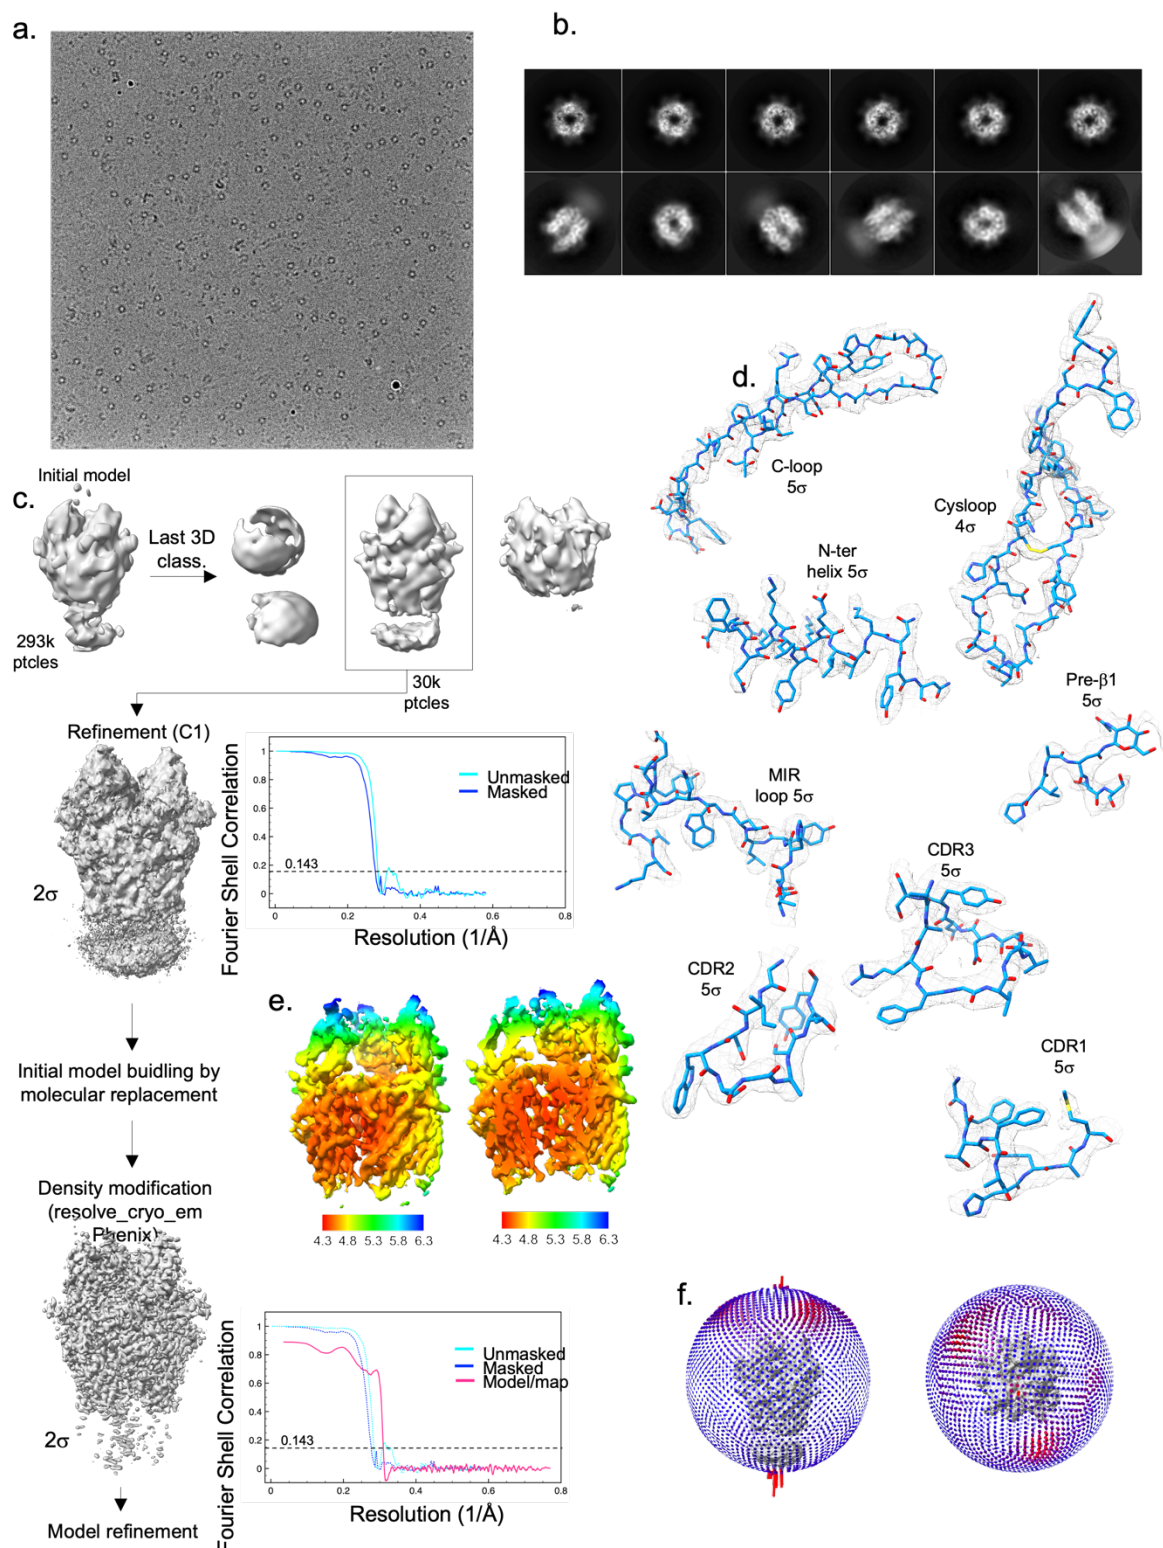 a.
b.
c.
Initial model
Last 3D
class.
293k
ptcles
30k
ptcles
Refinement (C1)
2σ
Fourier Shell Correlation
1
0.8
0.6
0.4
0.2
0
0.143
Unmasked
Masked
0
0.2
0.4
0.6
0.8
Resolution (1/Å)
Initial model buidling by
molecular replacement
Density modification
(resolve_cryo_em
Phenix)
2σ
Fourier Shell Correlation
1
0.8
0.6
0.4
0.2
0
0.143
Unmasked
Masked
Model/map
0
0.2
0.4
0.6
0.8
Resolution (1/Å)
Model refinement
d.
C-loop
5σ
Cysloop
4σ
N-ter
helix 5σ
Pre-β1
5σ
MIR
loop 5σ
CDR3
5σ
CDR2
5σ
CDR1
5σ
e.
4.3 4.8 5.3 5.8 6.3
4.3 4.8 5.3 5.8 6.3
f.